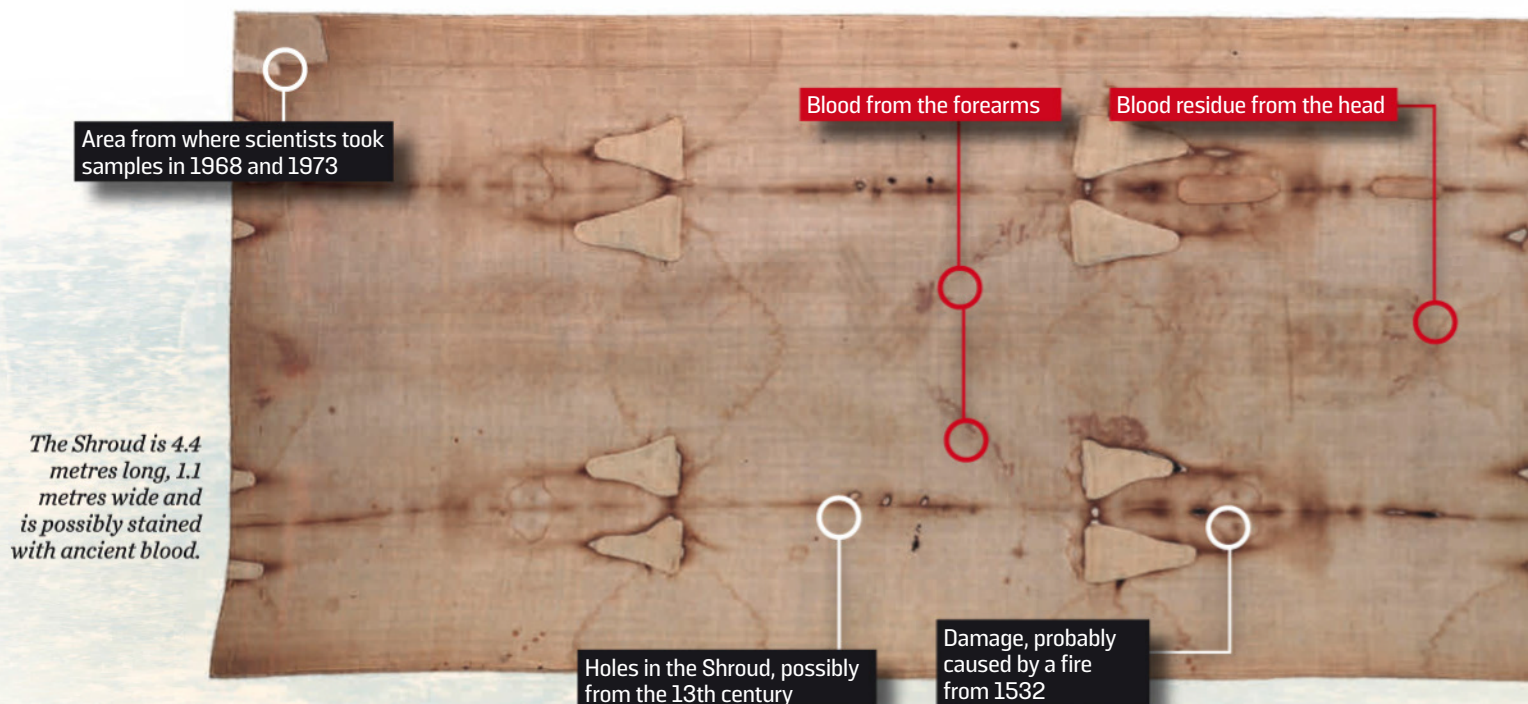 Blood from the forearms
Blood residue from the head
Area from where scientists took
samples in 1968 and 1973
The Shroud is 4.4
metres long, 1.1
metres wide and
is possibly stained
with ancient blood.
Holes in the Shroud, possibly
from the 13th century
Damage, probably
caused by a fire
from 1532